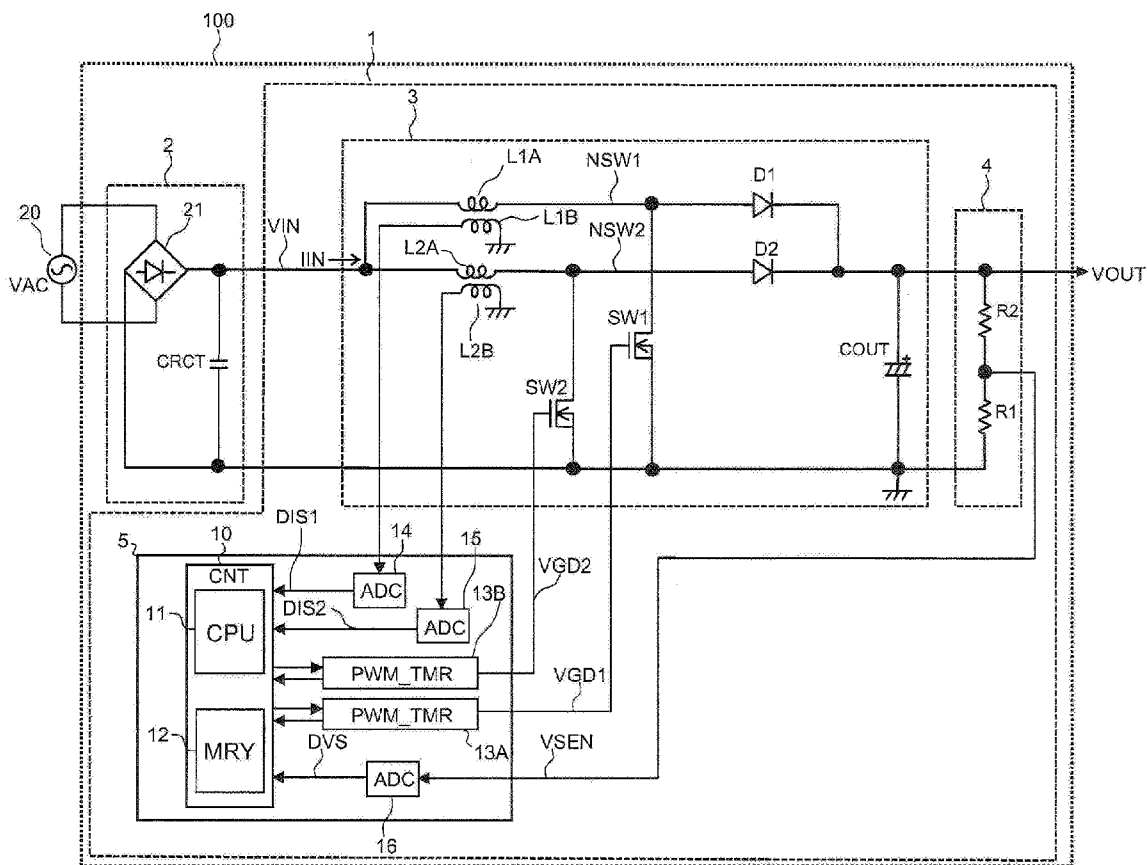 100
1
3
2
L1A
NSW1
D1
4
20
21
VIN
IIN
L1B
NSW2
L2A
D2
VAC
VOUT
L2B
SW1
R2
CRCT
COUT
SW2
R1
5
10
DIS1
14
15
VGD2
CNT
ADC
13B
11
CPU
DIS2
ADC
PWM_TMR
VGD1
PWM_TMR
12
MRY
DVS
13A
VSEN
ADC
16